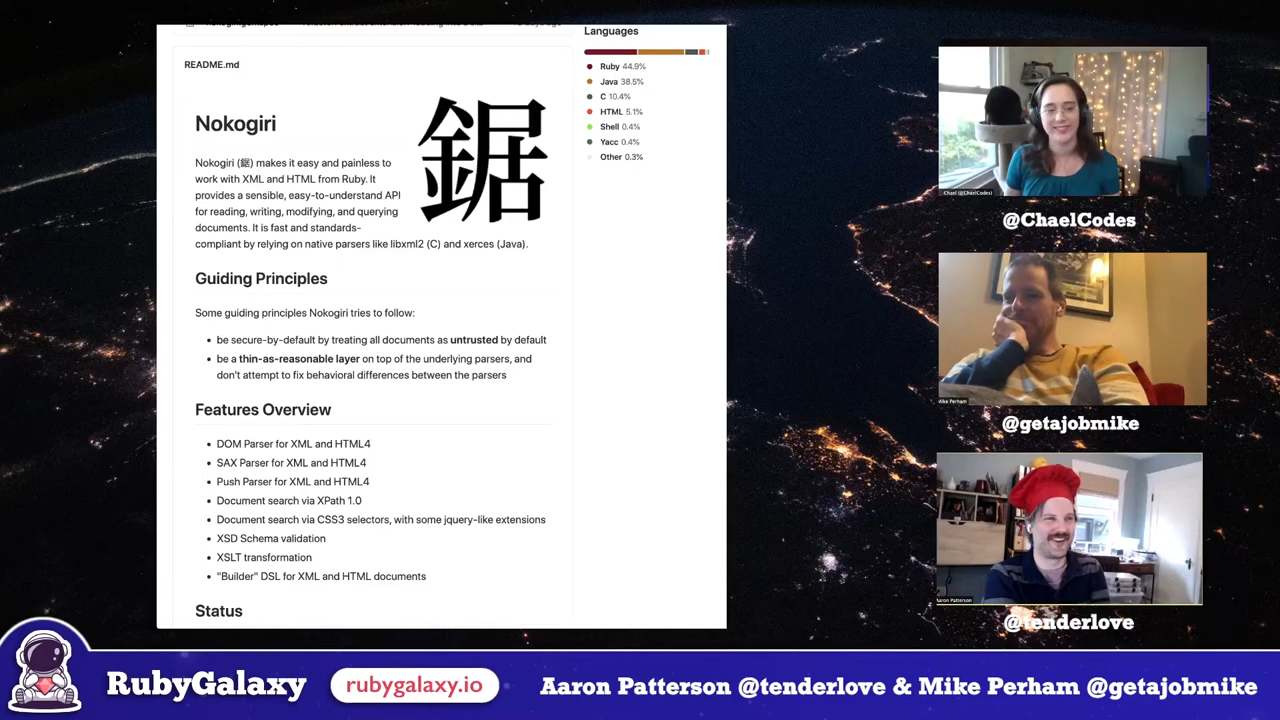 README.md
Nokogiri
鋸
Nokogiri (鋸) makes it easy and painless to
work with XML and HTML from Ruby. It
provides a sensible, easy-to-understand API
for reading, writing, modifying, and querying
documents. It is fast and standards-
compliant by relying on native parsers like libxml2 (C) and xerces (Java).
Guiding Principles
Some guiding principles Nokogiri tries to follow:
• be secure-by-default by treating all documents as untrusted by default
• be a thin-as-reasonable layer on top of the underlying parsers, and
don't attempt to fix behavioral differences between the parsers
Features Overview
• DOM Parser for XML and HTML4
• SAX Parser for XML and HTML4
• Push Parser for XML and HTML4
• Document search via XPath 1.0
• Document search via CSS3 selectors, with some jquery-like extensions
• XSD Schema validation
• XSLT transformation
• "Builder" DSL for XML and HTML documents
Status
Languages
Ruby 44.9%
Java 38.5%
C 10.4%
HTML 5.1%
Shell 0.4%
Yacc 0.4%
Other 0.3%
Chael (@ChaelCodes)
@ChaelCodes
Mike Perham
@getajobmike
Aaron Patterson
@tenderlove
RubyGalaxy
rubygalaxy.io
Aaron Patterson @tenderlove & Mike Perham @getajobmike